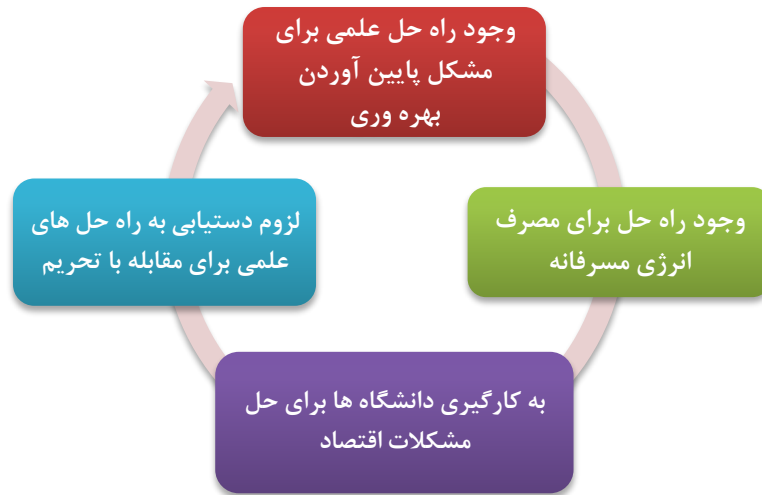 وجود راه حل علمی برای
مشکل پایین آوردن
بهره وری
وجود راه حل برای مصرف
انرژی مسرفانه
به کارگیری دانشگاه ها برای حل
مشکلات اقتصاد
لزوم دستیابی به راه حل های
علمی برای مقابله با تحریم